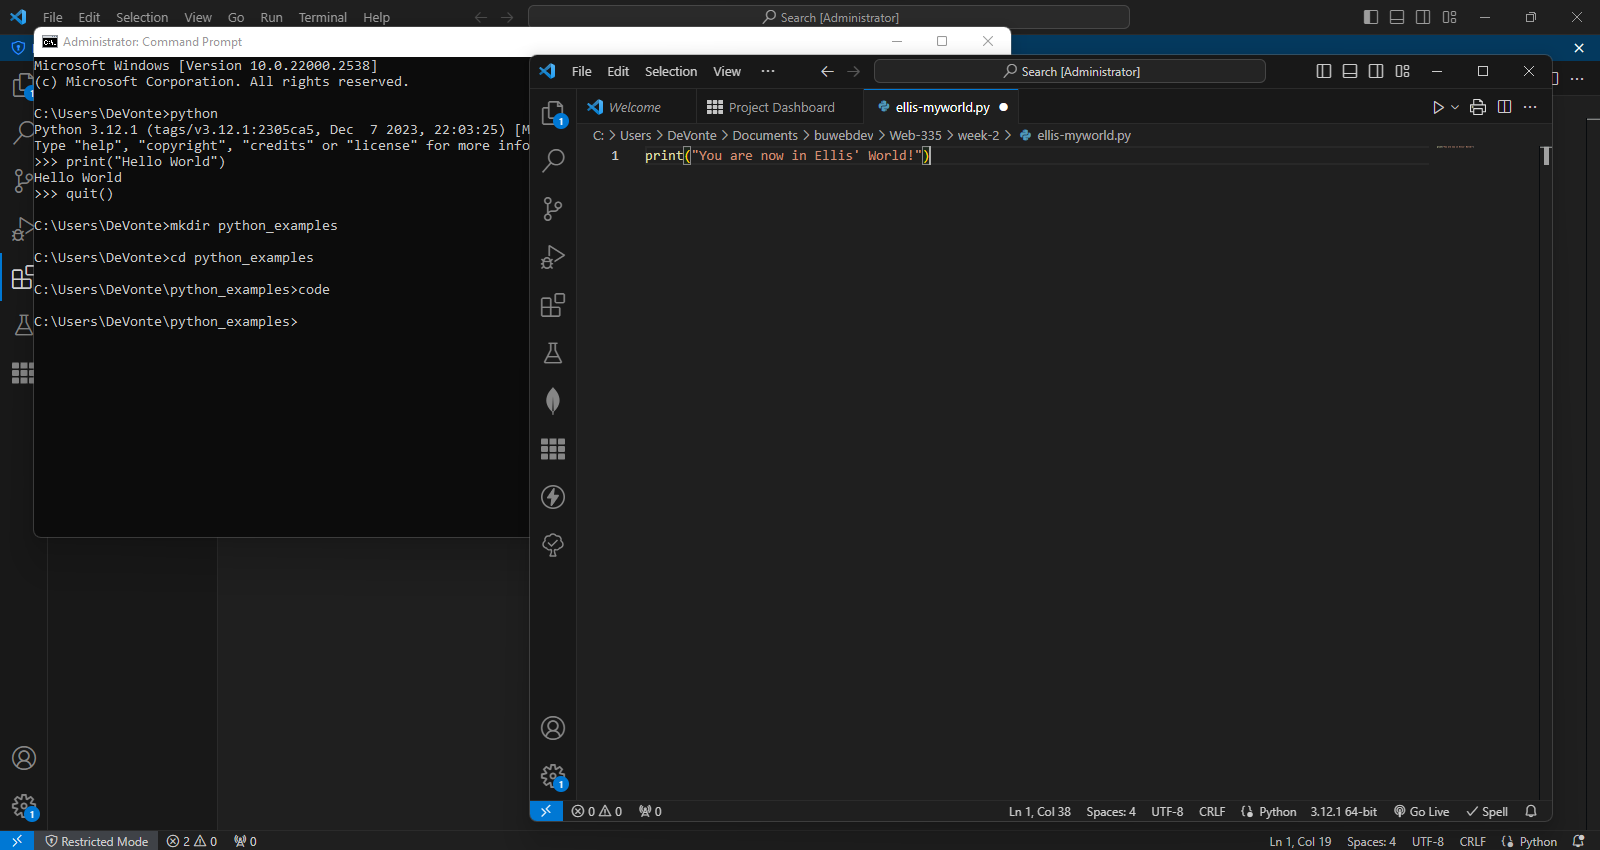 File Edit Selection View Go Run Terminal Help
Search [Administrator]
Administrator: Command Prompt
Microsoft Windows [Version 10.0.22000.2538]
(c) Microsoft Corporation. All rights reserved.
C:\Users\DeVonte>python
Python 3.12.1 (tags/v3.12.1:2305ca5, Dec  7 2023, 22:03:25) [M
Type "help", "copyright", "credits" or "license" for more info
>>> print("Hello World")
Hello World
>>> quit()
C:\Users\DeVonte>mkdir python_examples
C:\Users\DeVonte>cd python_examples
C:\Users\DeVonte\python_examples>code
C:\Users\DeVonte\python_examples>
File Edit Selection View ···
Search [Administrator]
Welcome
Project Dashboard
ellis-myworld.py
C: > Users > DeVonte > Documents > buwebdev > Web-335 > week-2 > ellis-myworld.py
1 print("You are now in Ellis' World!")
1
1
0 0 0 Ln 1, Col 38 Spaces: 4 UTF-8 CRLF Python 3.12.1 64-bit Go Live Spell
1
1
Restricted Mode 2 0 0 Ln 1, Col 19 Spaces: 4 UTF-8 CRLF Python